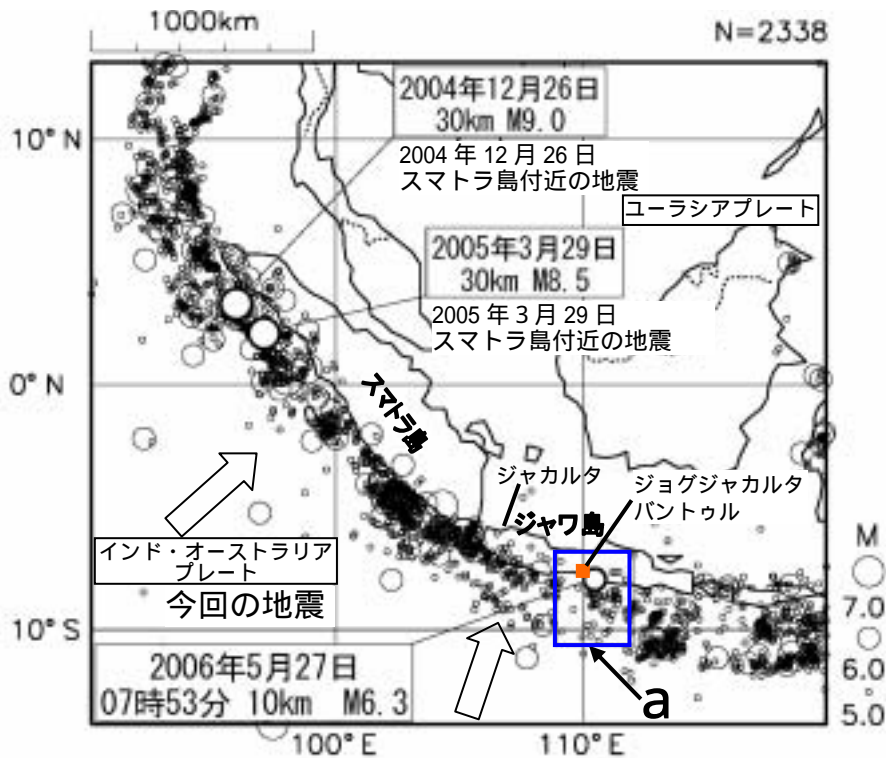 1000km
N=2338
2004年12月26日
30km M9.0
10°N
2004 年 12 月 26 日
スマトラ島付近の地震
ユーラシアプレート
2005年3月29日
30km M8.5
2005 年 3 月 29 日
スマトラ島付近の地震
0°N
スマトラ島
ジャカルタ
ジョグジャカルタ
バントゥル
ジャワ島
インド・オーストラリア
プレート
今回の地震
M
7.0
6.0
5.0
10°S
2006年5月27日
07時53分 10km M6.3
a
100°E
110°E